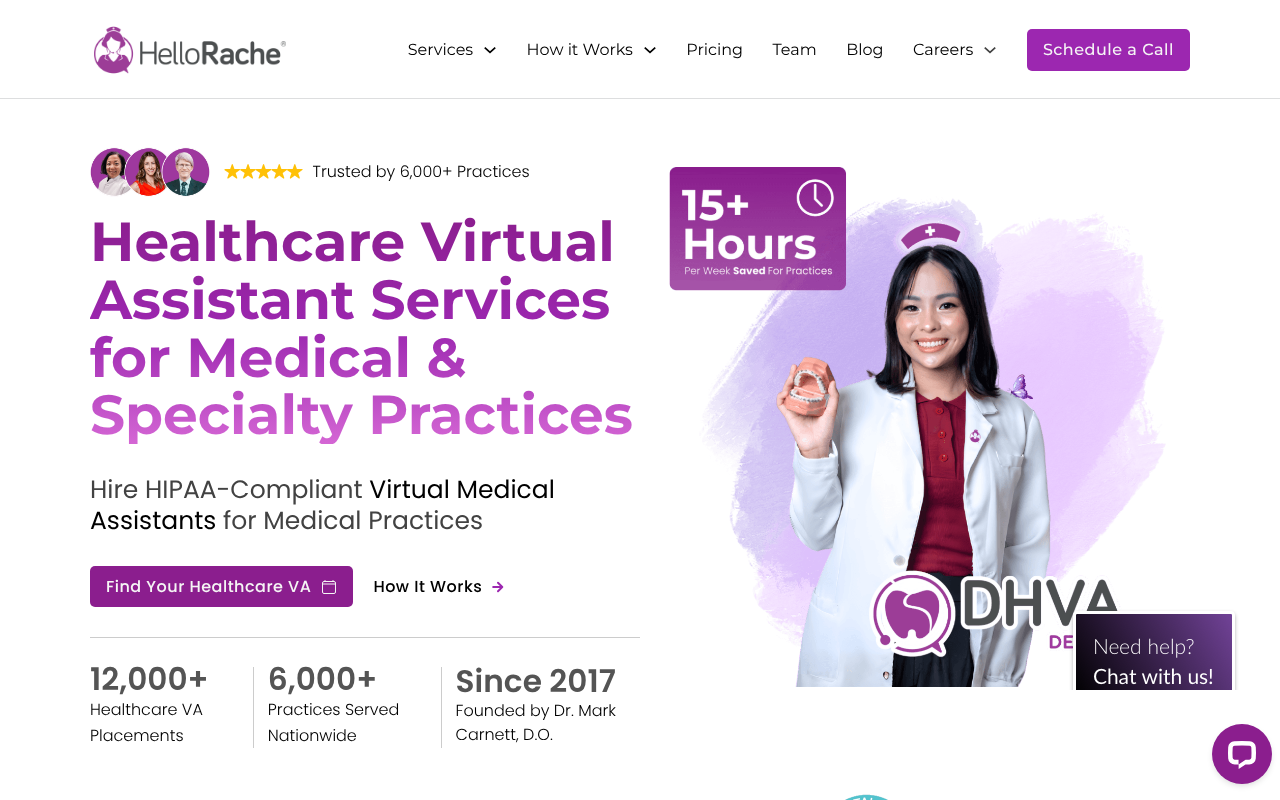 HelloRache®
Services
How it Works
Pricing
Team
Blog
Careers
Schedule a Call
Trusted by 6,000+ Practices
Healthcare Virtual
Assistant Services
for Medical &
Specialty Practices
Hire HIPAA-Compliant Virtual Medical
Assistants for Medical Practices
Find Your Healthcare VA
How It Works
12,000+
Healthcare VA
Placements
6,000+
Practices Served
Nationwide
Since 2017
Founded by Dr. Mark
Carnett, D.O.
15+
Hours
Per Week Saved For Practices
DHVA
Need help?
Chat with us!